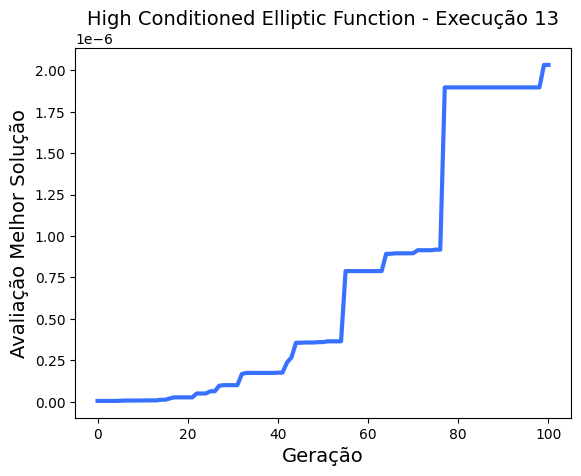 High Conditioned Elliptic Function - Execução 13
1e−6
2.00
1.75
1.50
1.25
1.00
0.75
0.50
0.25
0.00
Avaliação Melhor Solução
0 20 40 60 80 100
Geração